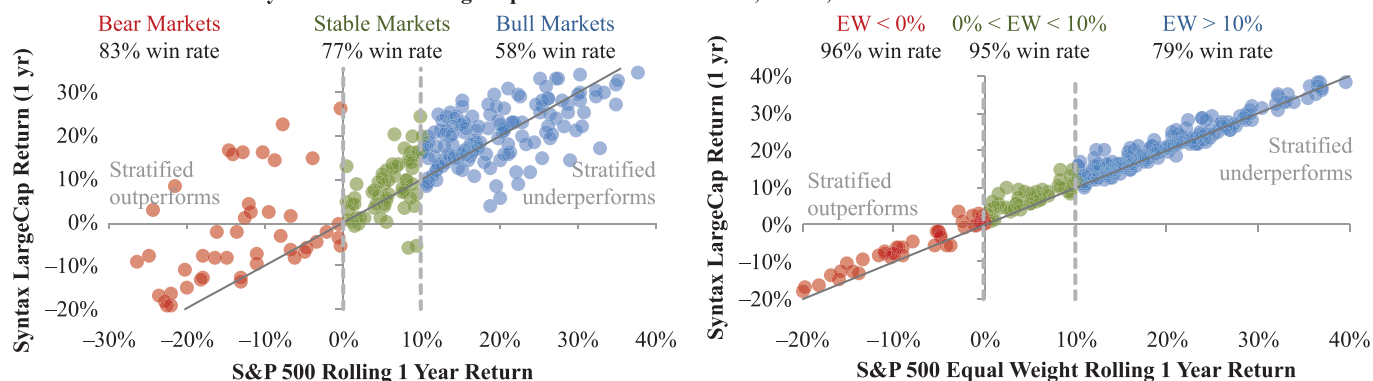 Bear Markets
83% win rate
Stable Markets
77% win rate
Bull Markets
58% win rate
Syntax LargeCap Return (1 yr)
30%
20%
10%
0%
–10%
–20%
Stratified
outperforms
Stratified
underperforms
–30%
–20%
–10%
0%
10%
20%
30%
40%
S&P 500 Rolling 1 Year Return
EW < 0%
96% win rate
0% < EW < 10%
95% win rate
EW > 10%
79% win rate
Syntax LargeCap Return (1 yr)
40%
30%
20%
10%
0%
–10%
–20%
Stratified
outperforms
Stratified
underperforms
–20%
–10%
0%
10%
20%
30%
40%
S&P 500 Equal Weight Rolling 1 Year Return